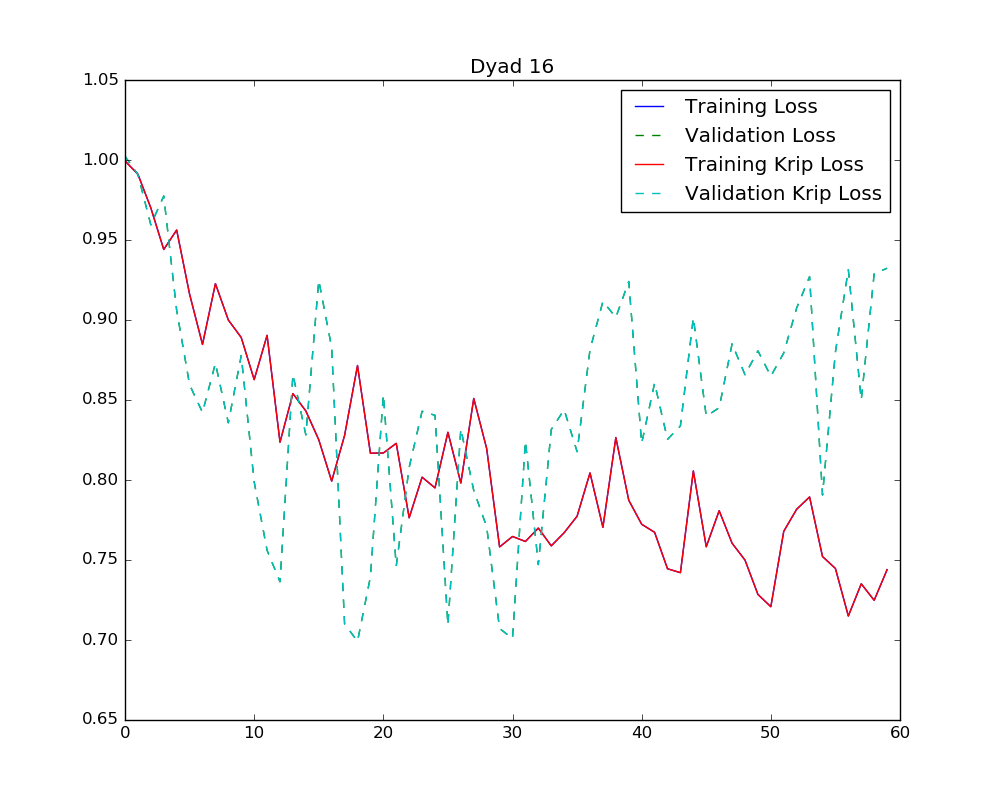 Dyad 16
1.05
1.00
0.95
0.90
0.85
0.80
0.75
0.70
0.65
0 10 20 30 40 50 60
Training Loss
Validation Loss
Training Krip Loss
Validation Krip Loss